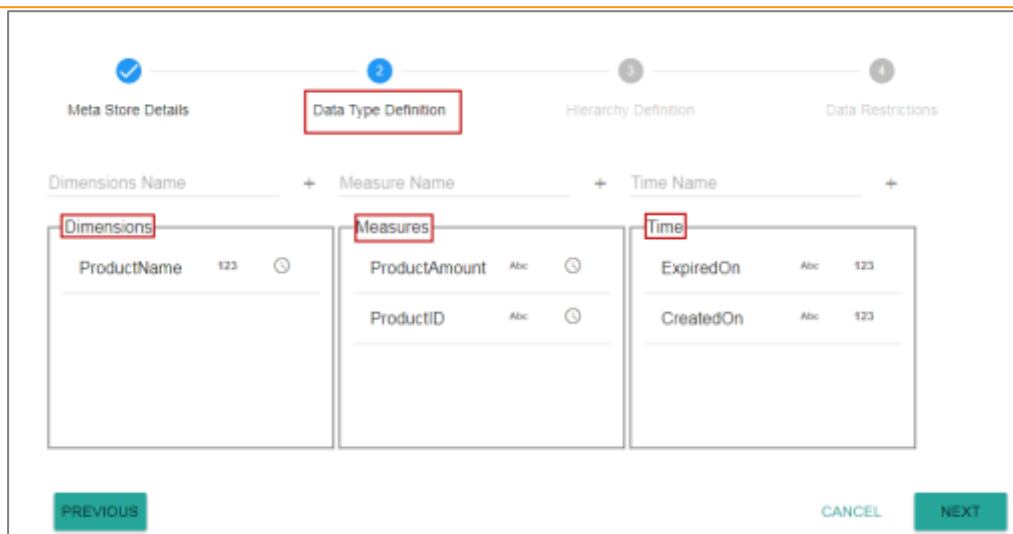 2 3 4
Meta Store Details Data Type Definition Hierarchy Definition Data Restrictions
Dimensions Name + Measure Name + Time Name +
Dimensions Measures Time
ProductName 123 ProductAmount Abc ExpiredOn Abc 123
ProductID Abc CreatedOn Abc 123
PREVIOUS CANCEL NEXT